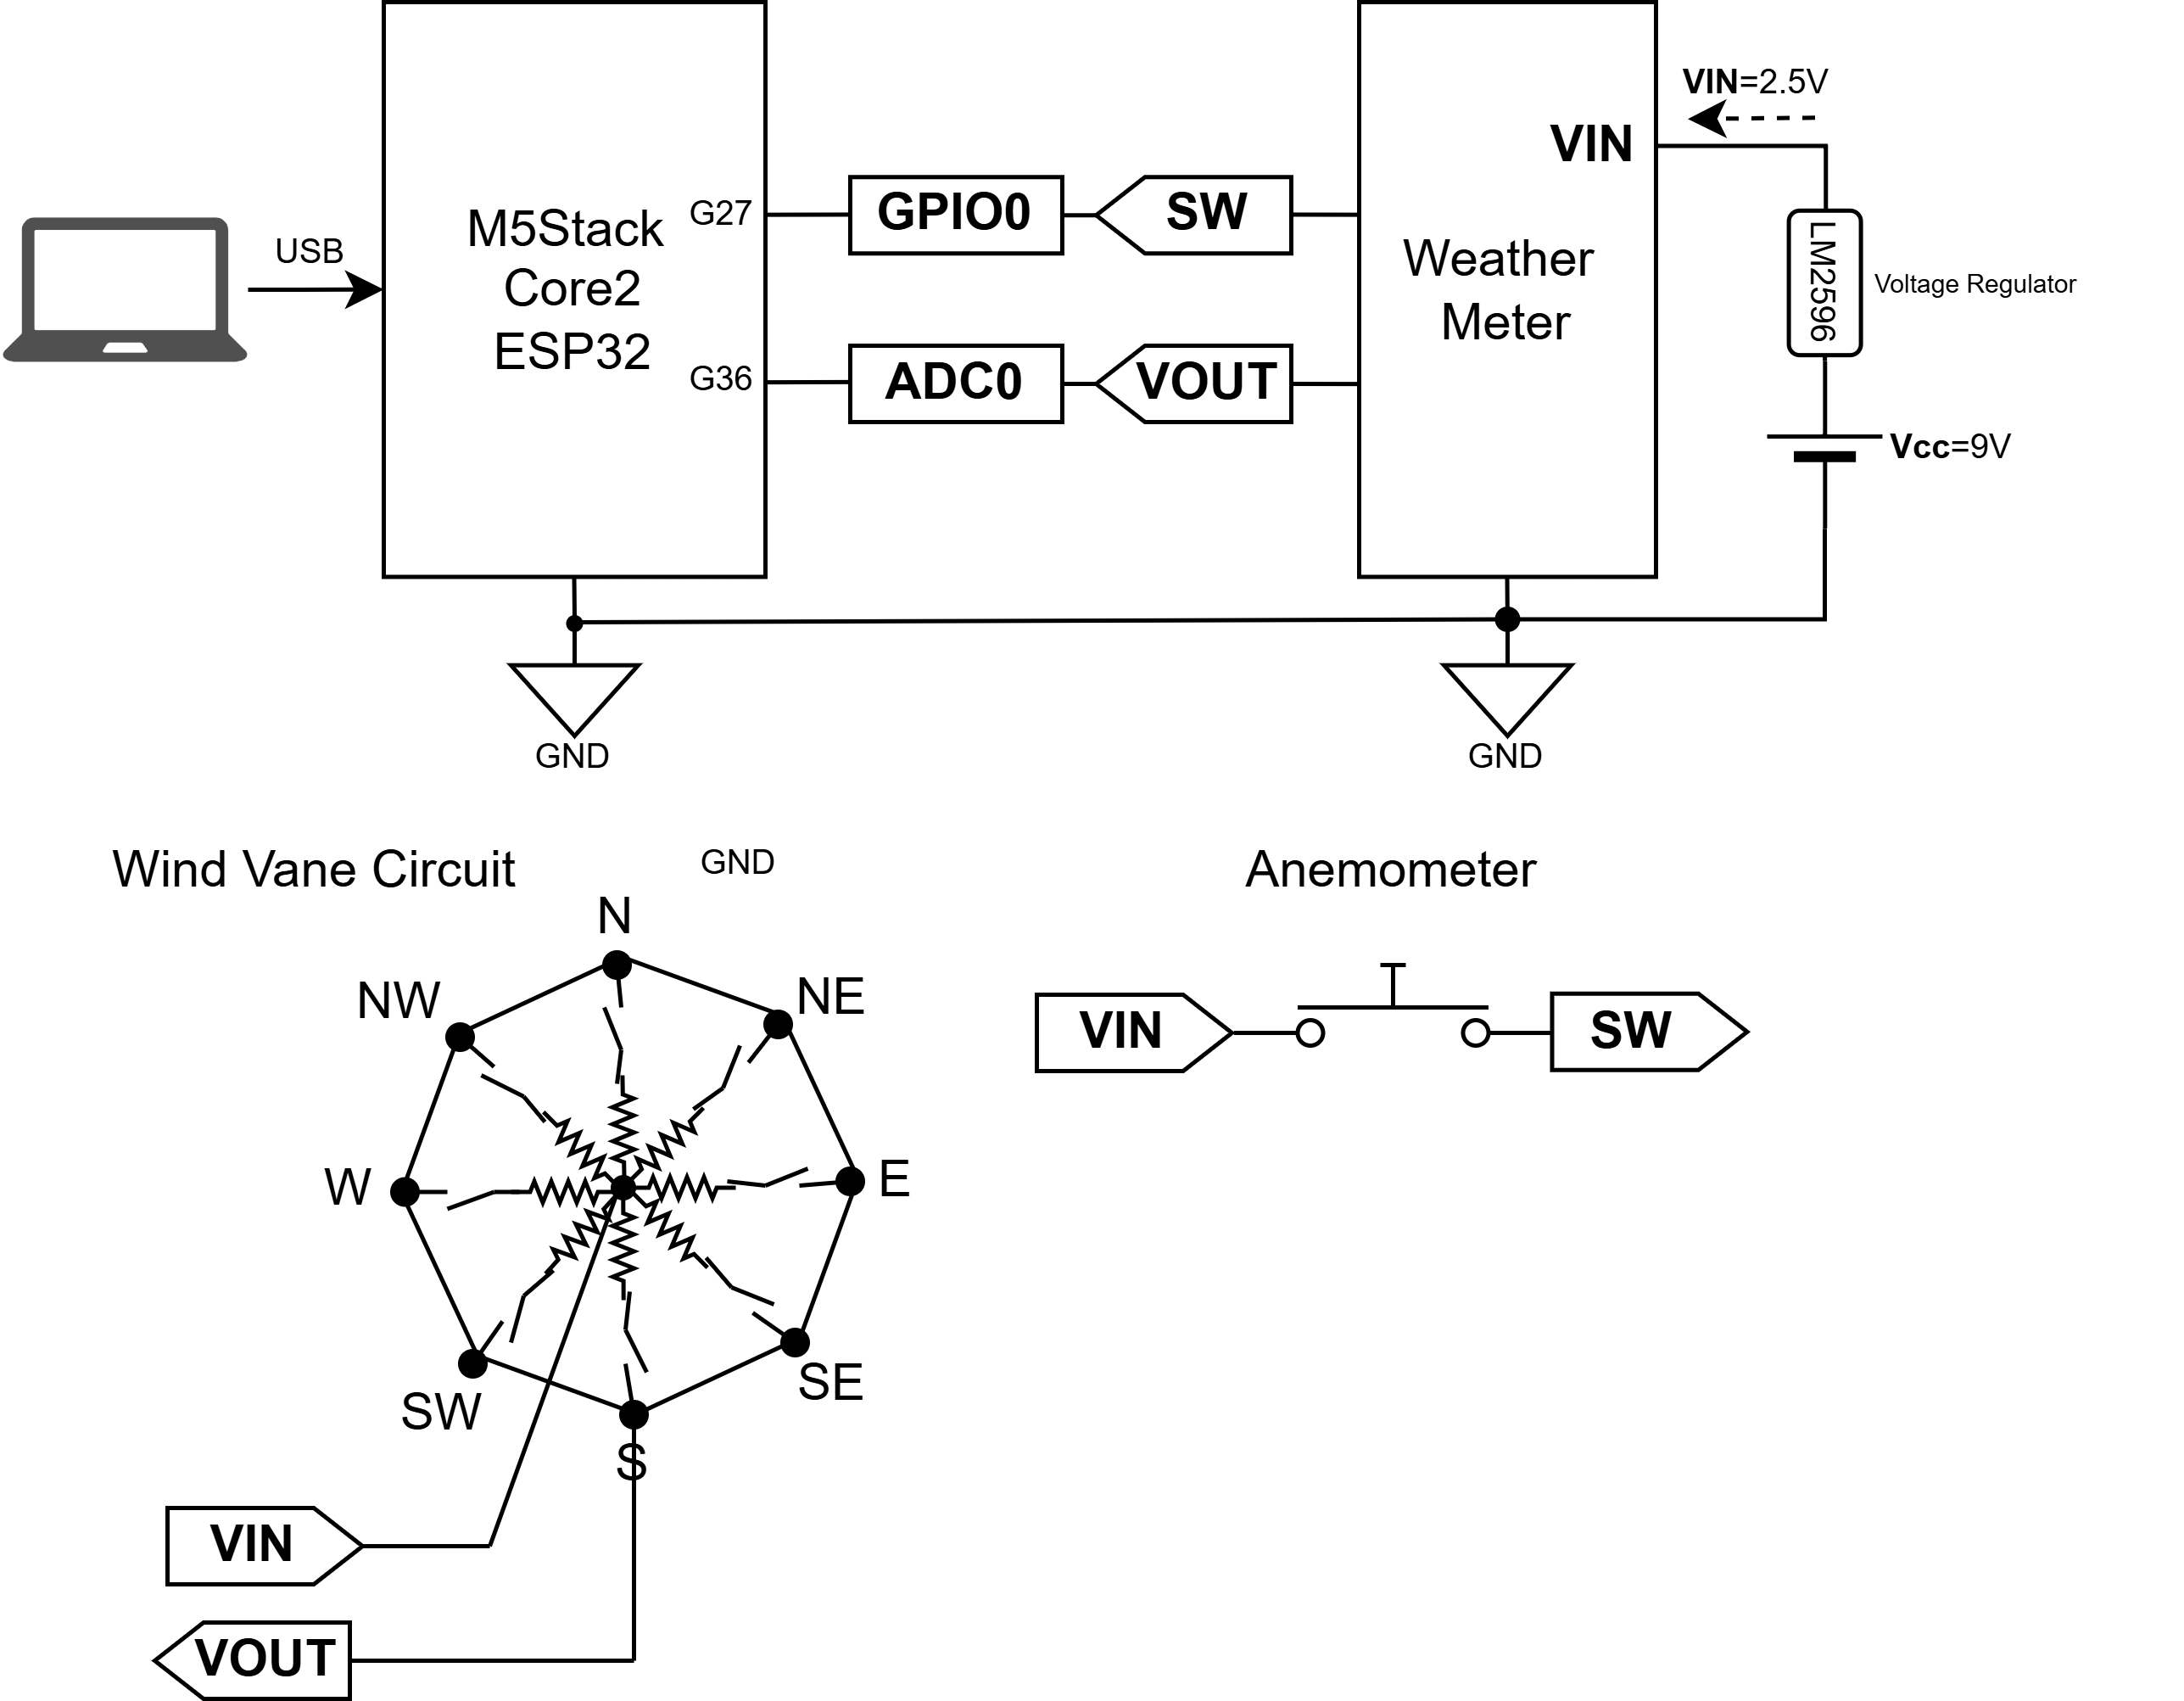 VIN=2.5V
VIN
USB
M5Stack
Core2
ESP32
G27
GPIO0
SW
Weather
Meter
LM2596
Voltage Regulator
G36
ADC0
VOUT
Vcc=9V
GND
GND
Wind Vane Circuit
GND
Anemometer
N
NW
NE
VIN
SW
W
E
SW
SE
S
VIN
VOUT